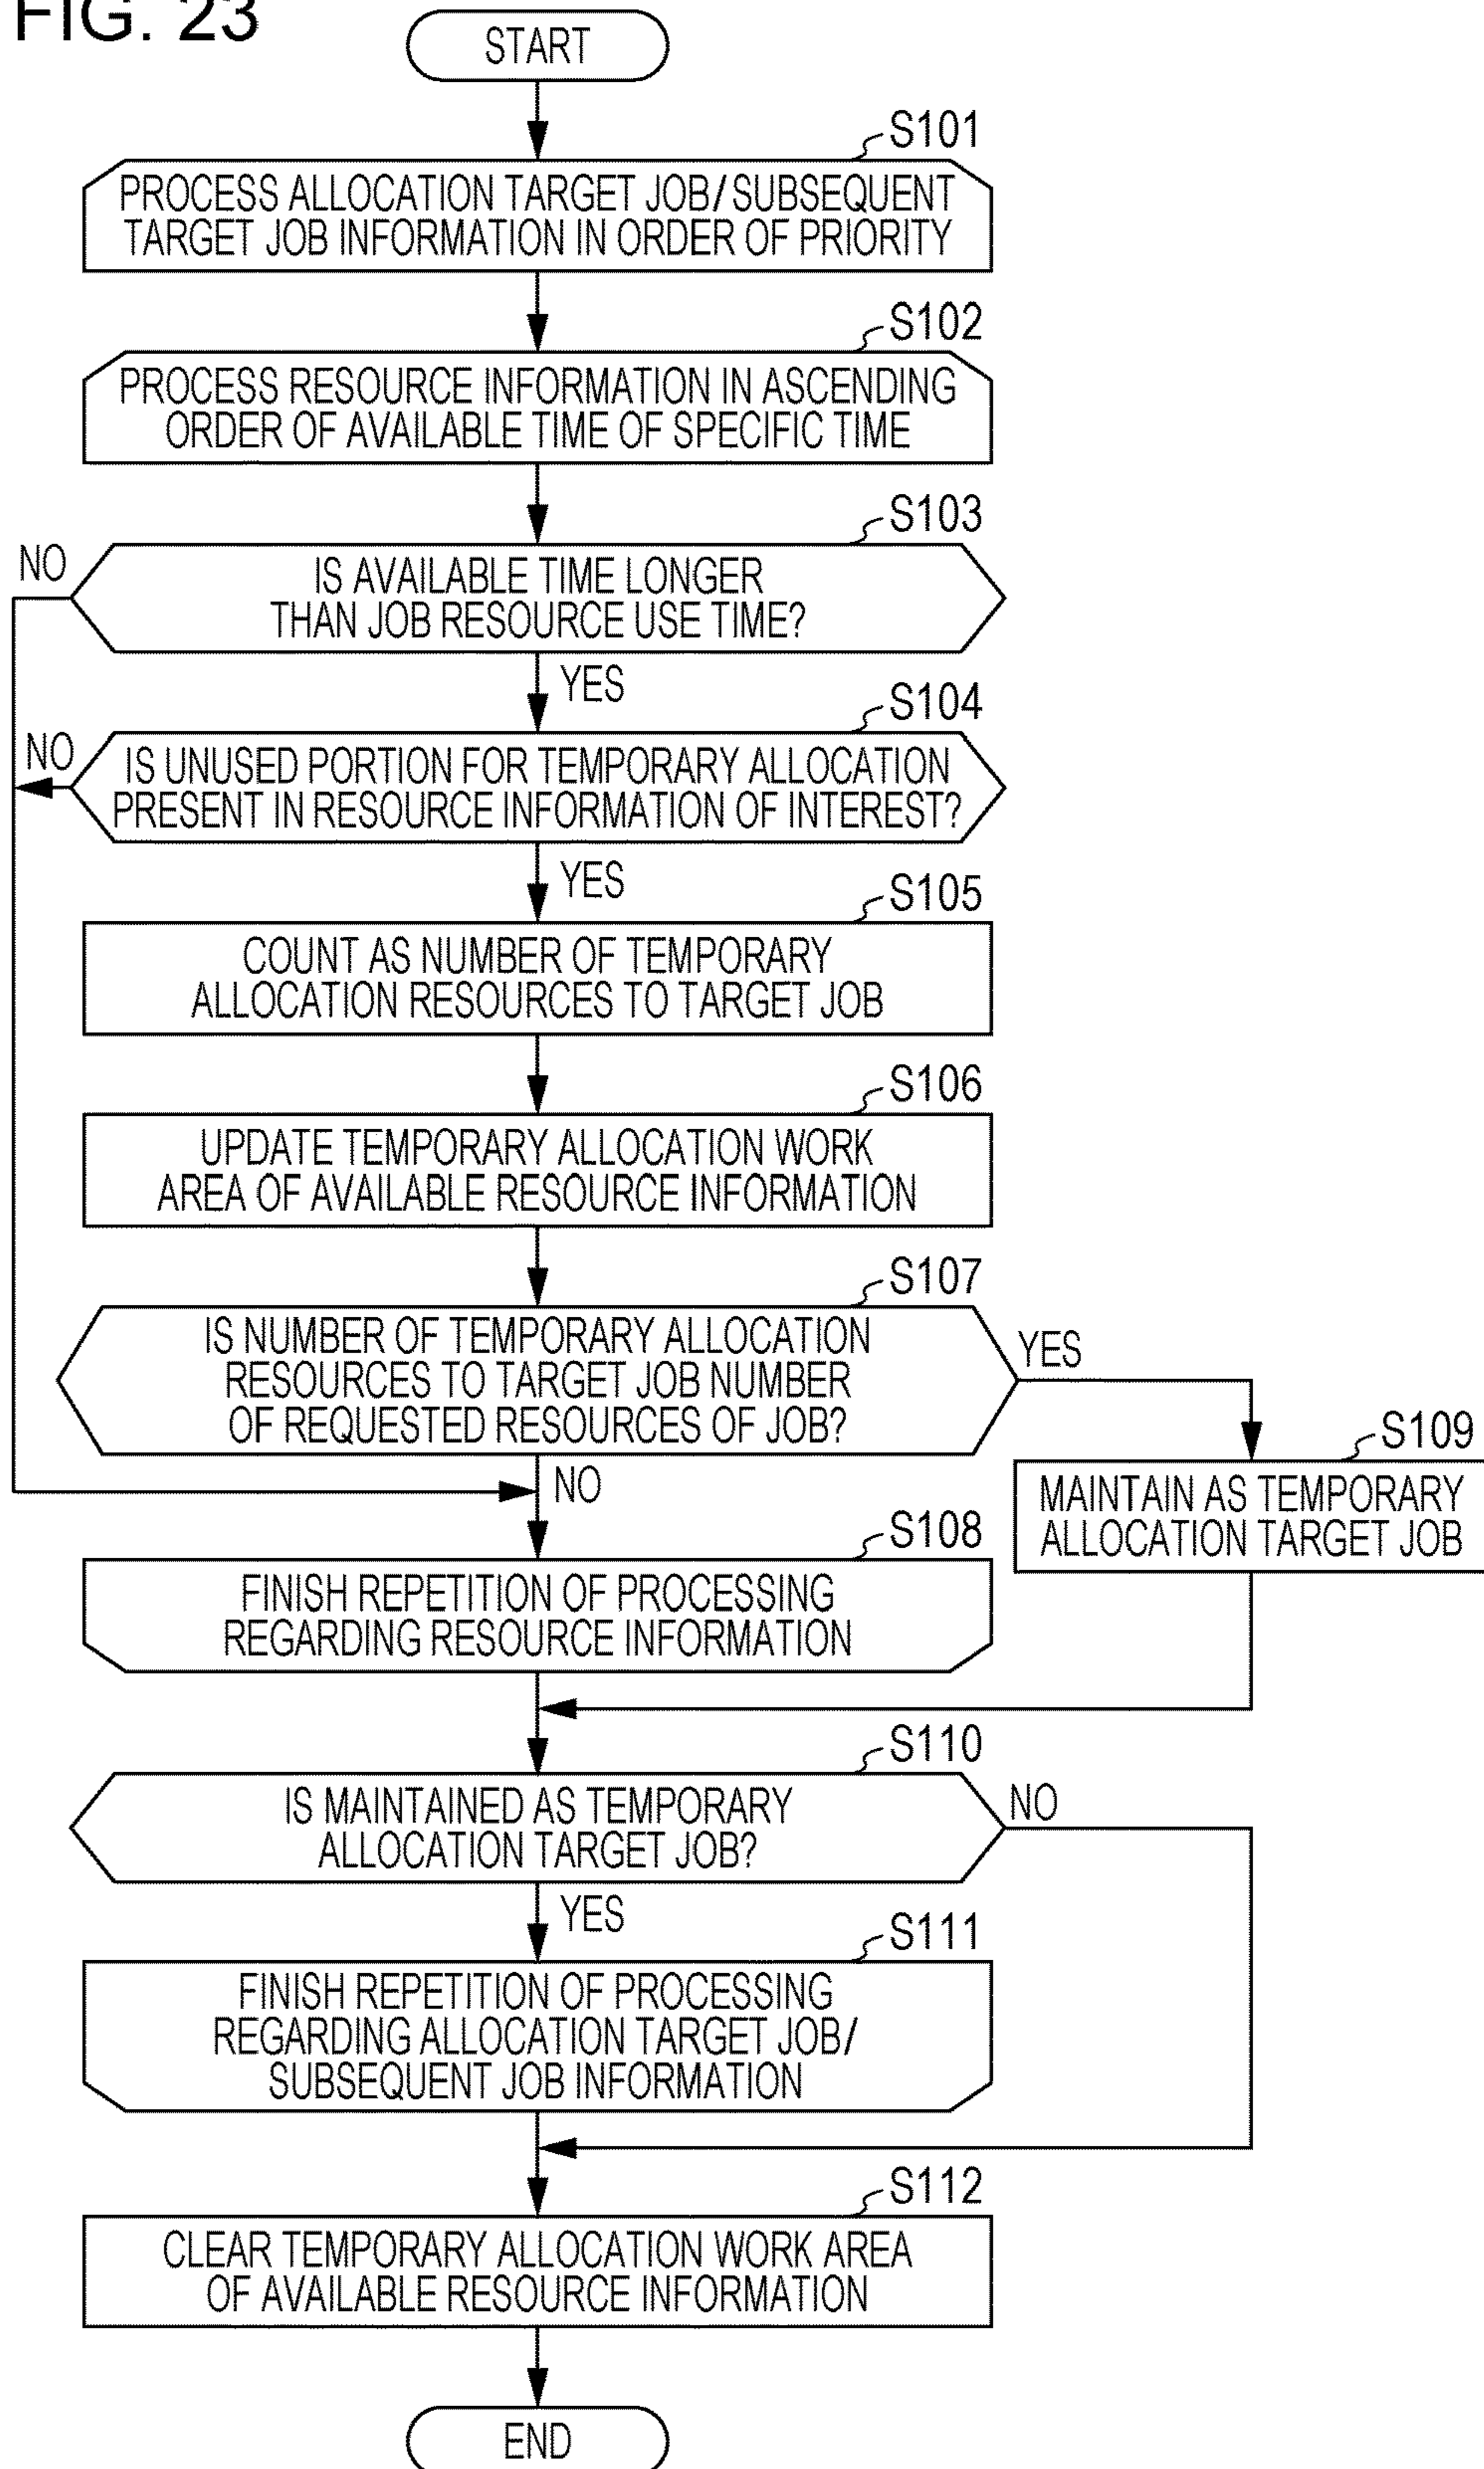 FIG. 23
START
S101
PROCESS ALLOCATION TARGET JOB/SUBSEQUENT
TARGET JOB INFORMATION IN ORDER OF PRIORITY
S102
PROCESS RESOURCE INFORMATION IN ASCENDING
ORDER OF AVAILABLE TIME OF SPECIFIC TIME
S103
NO
IS AVAILABLE TIME LONGER
THAN JOB RESOURCE USE TIME?
YES
S104
NO
IS UNUSED PORTION FOR TEMPORARY ALLOCATION
PRESENT IN RESOURCE INFORMATION OF INTEREST?
YES
S105
COUNT AS NUMBER OF TEMPORARY
ALLOCATION RESOURCES TO TARGET JOB
S106
UPDATE TEMPORARY ALLOCATION WORK
AREA OF AVAILABLE RESOURCE INFORMATION
S107
IS NUMBER OF TEMPORARY ALLOCATION
RESOURCES TO TARGET JOB NUMBER
OF REQUESTED RESOURCES OF JOB?
YES
NO
S109
MAINTAIN AS TEMPORARY
ALLOCATION TARGET JOB
S108
FINISH REPETITION OF PROCESSING
REGARDING RESOURCE INFORMATION
S110
IS MAINTAINED AS TEMPORARY
ALLOCATION TARGET JOB?
NO
YES
S111
FINISH REPETITION OF PROCESSING
REGARDING ALLOCATION TARGET JOB/
SUBSEQUENT JOB INFORMATION
S112
CLEAR TEMPORARY ALLOCATION WORK AREA
OF AVAILABLE RESOURCE INFORMATION
END